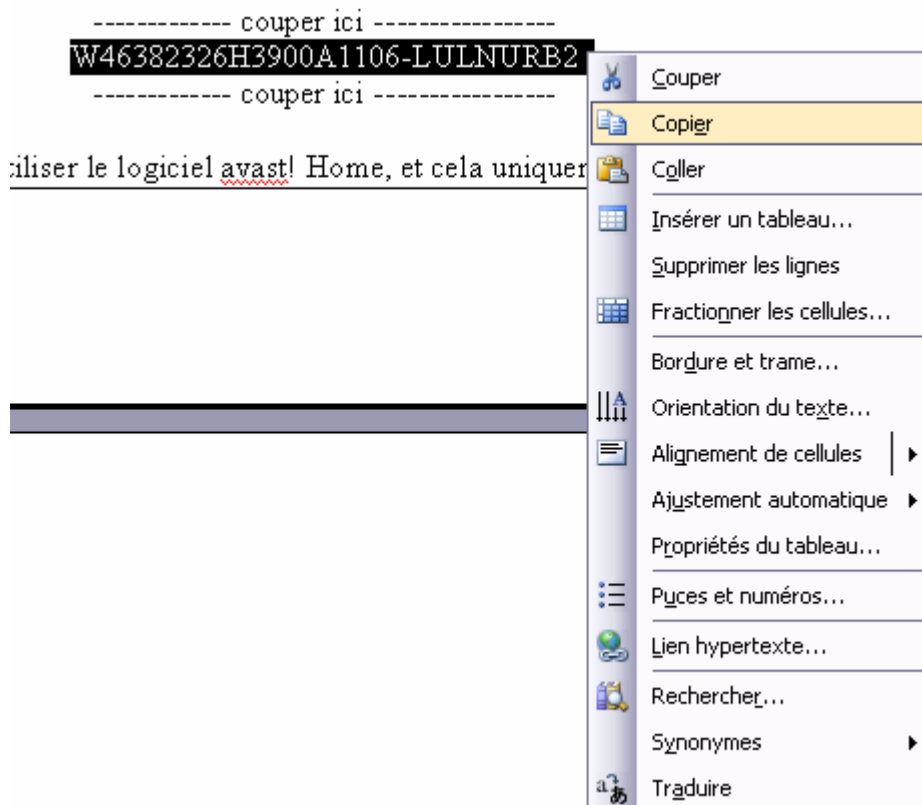 ------------ couper ici ----------------
W46382326H3900A1106-LULNURB2
------------ couper ici ----------------
tiliser le logiciel avast! Home, et cela uniquer
Couper
Copier
Coller
Insérer un tableau...
Supprimer les lignes
Fractionner les cellules...
Bordure et trame...
Orientation du texte...
Alignement de cellules
Ajustement automatique
Propriétés du tableau...
Puces et numéros...
Lien hypertexte...
Rechercher...
Synonymes
Traduire